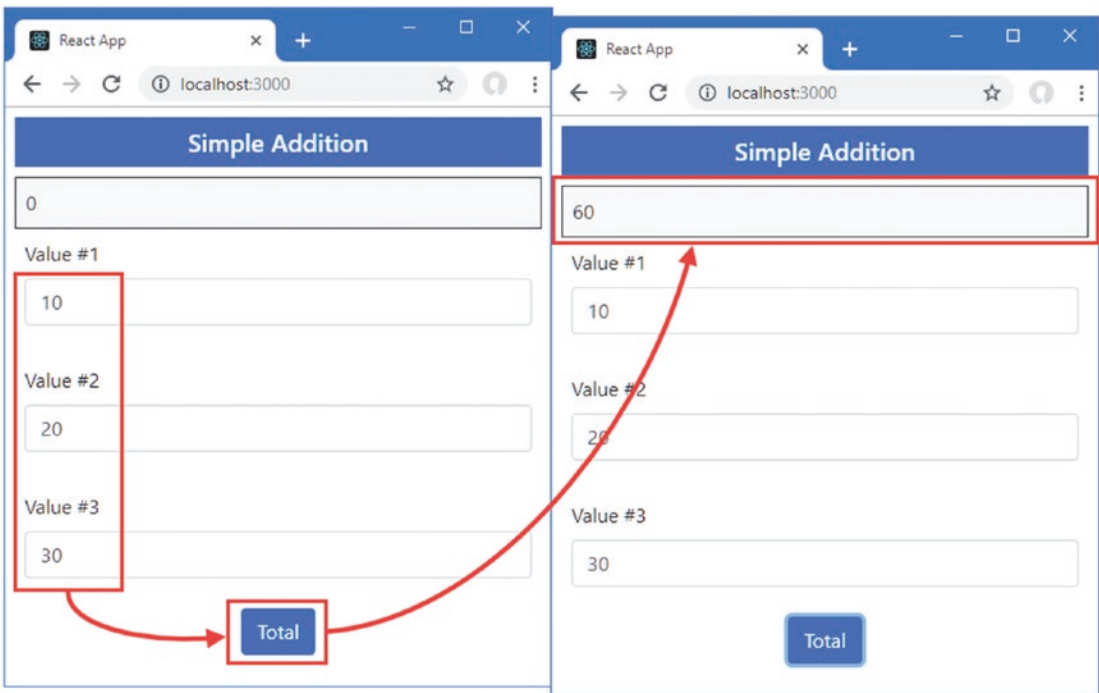 React App
localhost:3000
Simple Addition
0
Value #1
10
Value #2
20
Value #3
30
Total
React App
localhost:3000
Simple Addition
60
Value #1
10
Value #2
20
Value #3
30
Total